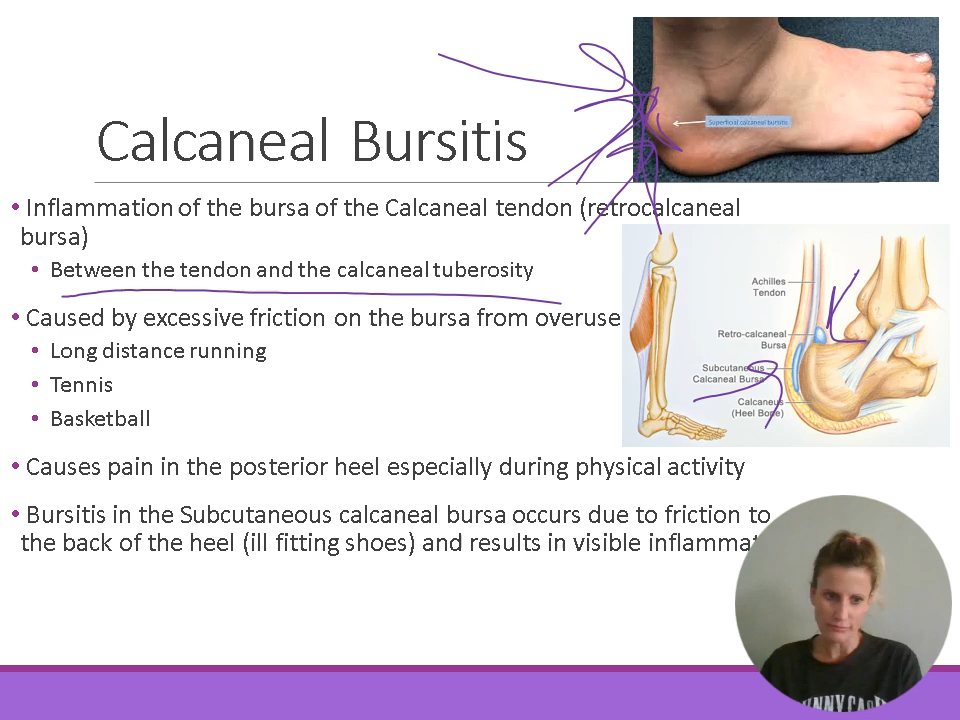 Superficial calcaneal bursitis
Calcaneal Bursitis
• Inflammation of the bursa of the Calcaneal tendon (retrocalcaneal
bursa)
• Between the tendon and the calcaneal tuberosity
• Caused by excessive friction on the bursa from overuse
• Long distance running
• Tennis
• Basketball
• Causes pain in the posterior heel especially during physical activity
• Bursitis in the Subcutaneous calcaneal bursa occurs due to friction to
the back of the heel (ill fitting shoes) and results in visible
Achilles
Tendon
Retro-calcaneal
Bursa
Subcutaneous
Calcaneal Bursa
Calcaneus
(Heel Bone)